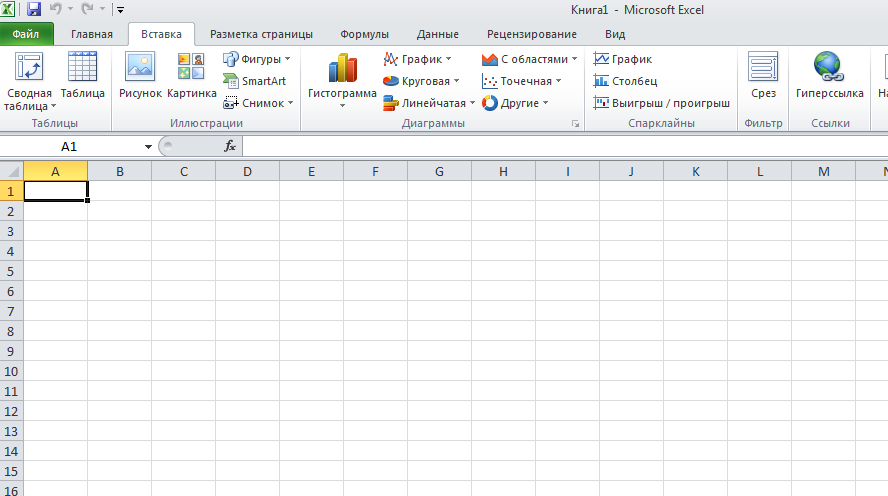 Книга1 - Microsoft Excel
Файл Главная Вставка Разметка страницы Формулы Данные Рецензирование Вид
Сводная таблица
Таблица
Таблицы
Рисунок
Картинка
Фигуры
SmartArt
Снимок
Иллюстрации
Гистограмма
График
Круговая
Линейчатая
С областями
Точечная
Другие
Диаграммы
График
Столбец
Выигрыш / проигрыш
Спарклайны
Срез
Фильтр
Гиперссылка
Ссылки
A1 fx
A B C D E F G H I J K L M
1
2
3
4
5
6
7
8
9
10
11
12
13
14
15
16